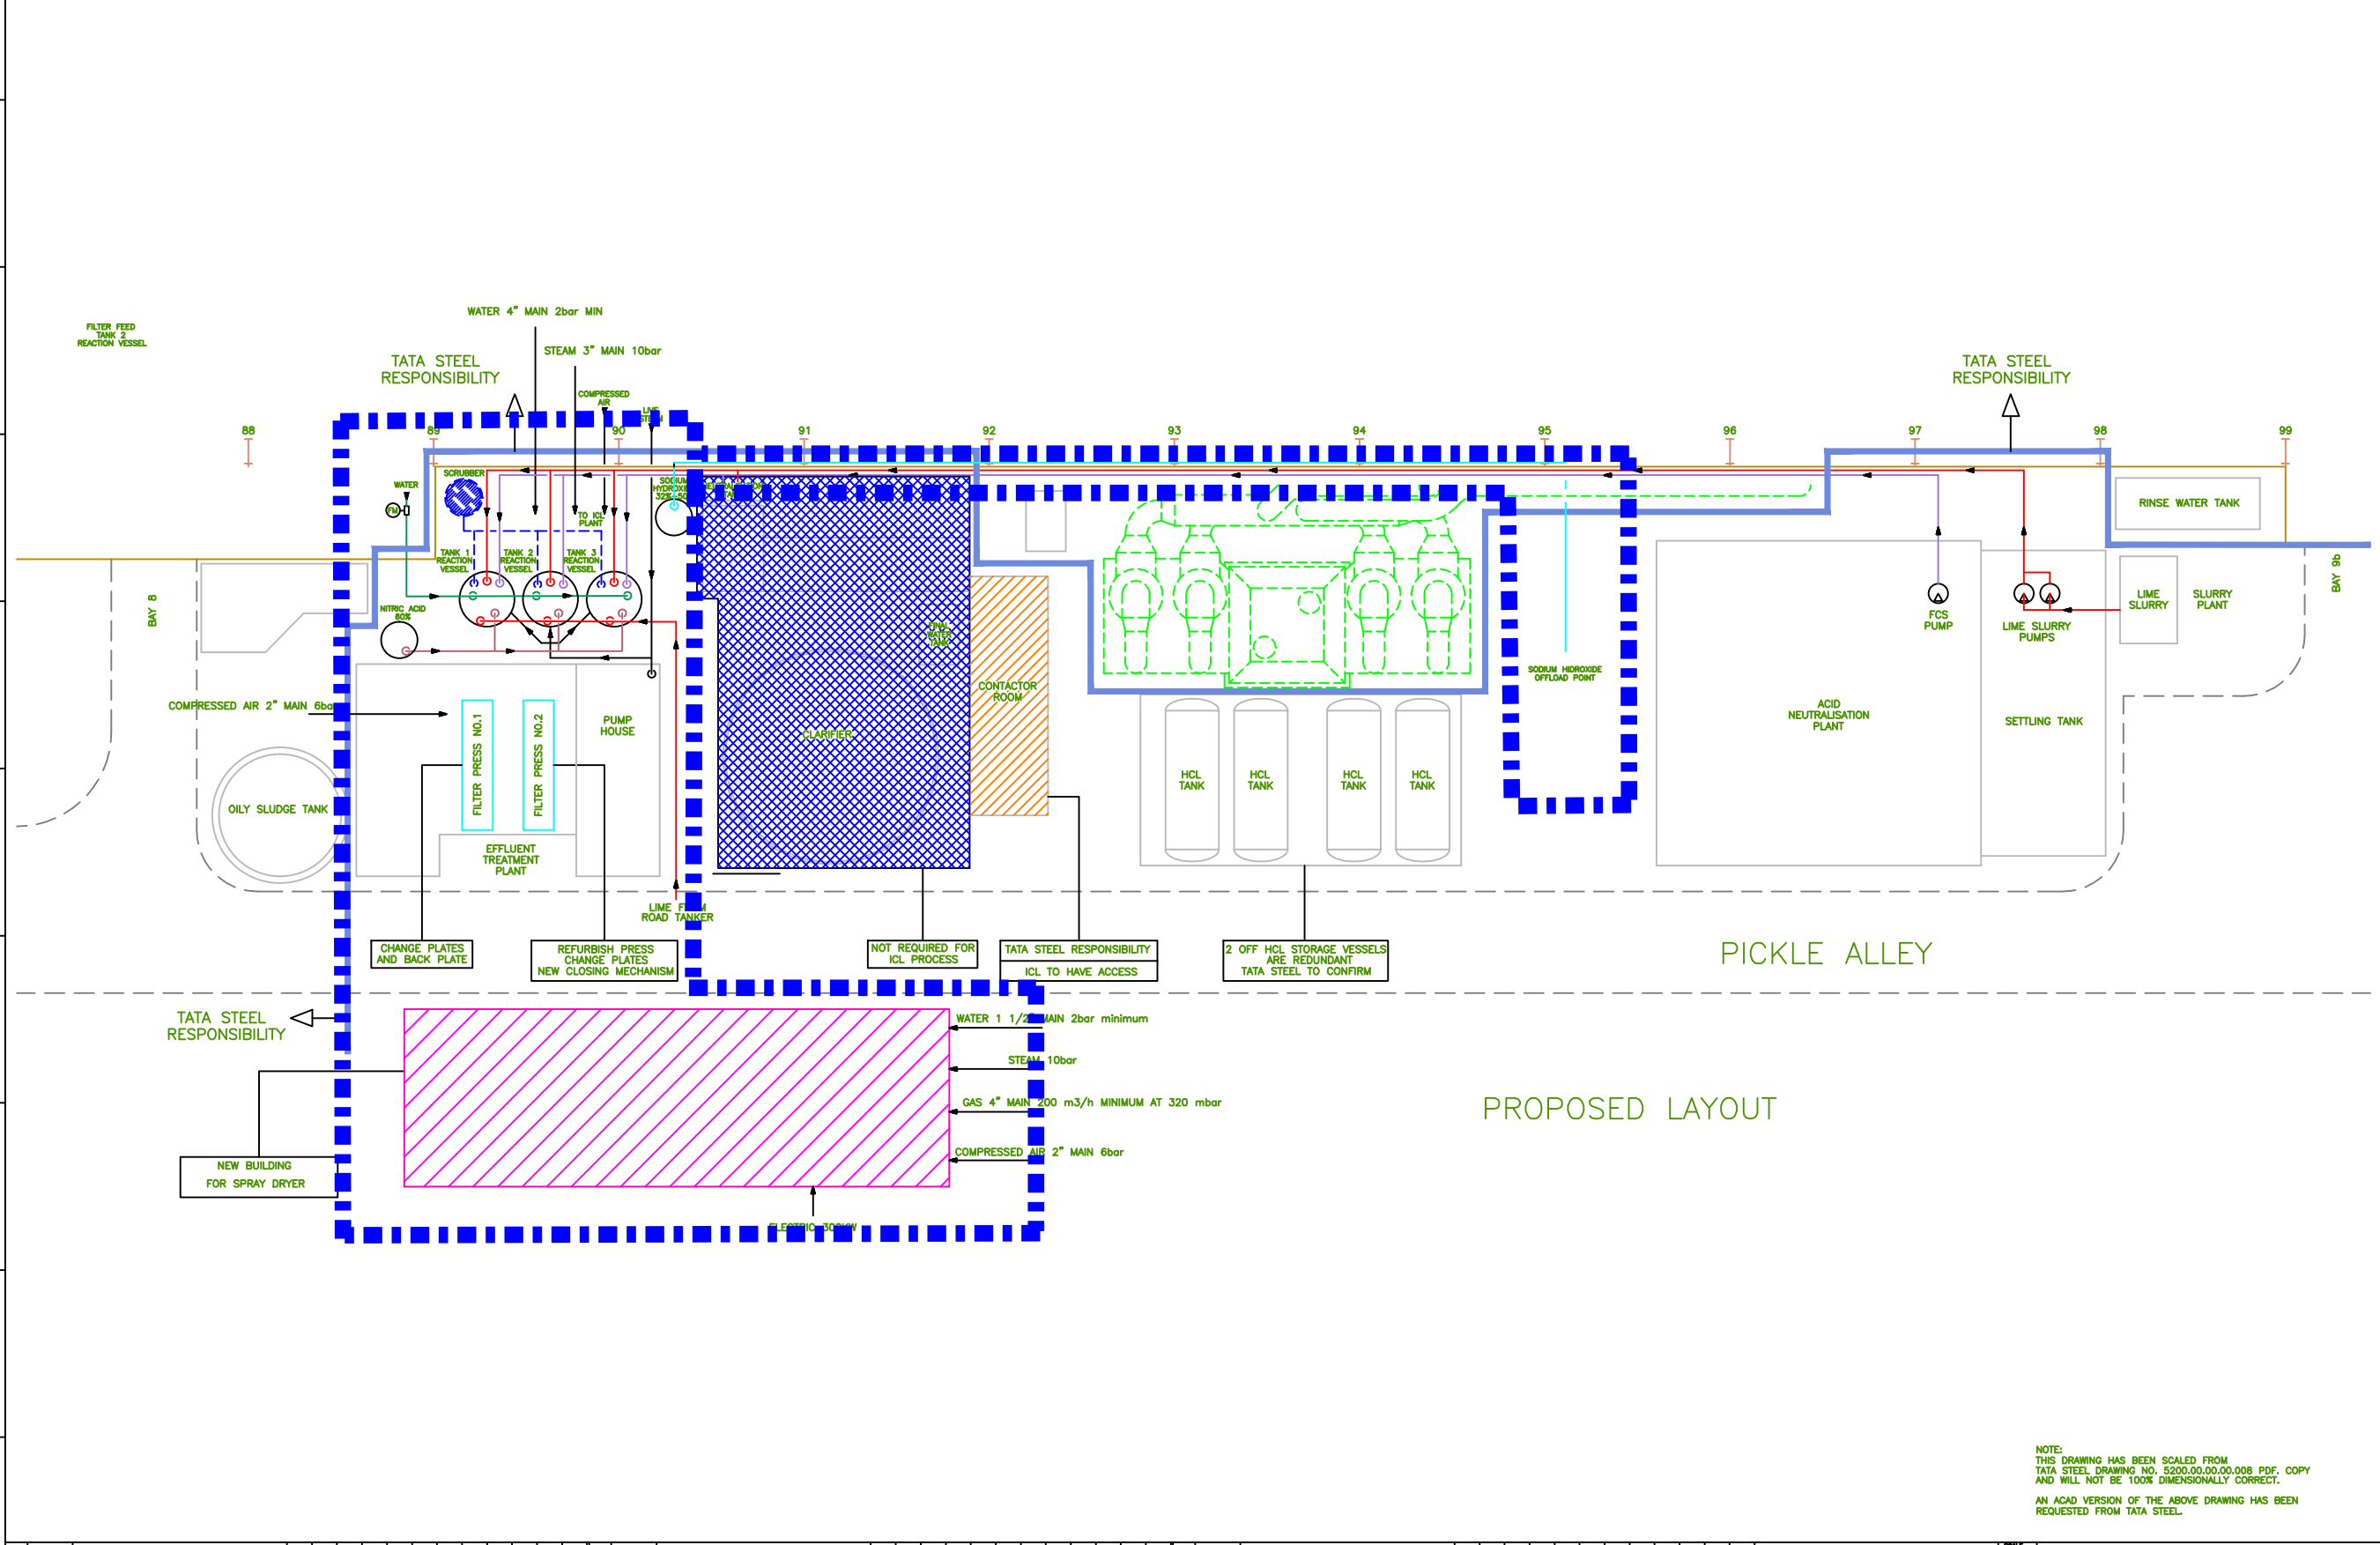 WATER 4" MAIN 2bar MIN
FILTER FEED
TANK 2
REACTION VESSEL
STEAM 3" MAIN 10bar
TATA STEEL
RESPONSIBILITY
TATA STEEL
RESPONSIBILITY
COMPRESSED
AIR
88
89
90
91
92
93
94
95
96
97
98
99
SCRUBBER
WATER
FM
TO ICL
PLANT
RINSE WATER TANK
TANK 1
REACTION
VESSEL
TANK 2
REACTION
VESSEL
TANK 3
REACTION
VESSEL
BAY 8
NITRIC ACID
60%
FINAL
WATER
TANK
FCS
PUMP
LIME SLURRY
PUMPS
LIME
SLURRY
SLURRY
PLANT
BAY 9b
SODIUM HIDROXIDE
OFFLOAD POINT
CONTACTOR
ROOM
COMPRESSED AIR 2" MAIN 6bar
FILTER PRESS NO.1
FILTER PRESS NO.2
PUMP
HOUSE
CLARIFIER
ACID
NEUTRALISATION
PLANT
SETTLING TANK
HCL
TANK
HCL
TANK
HCL
TANK
HCL
TANK
OILY SLUDGE TANK
EFFLUENT
TREATMENT
PLANT
LIME FROM
ROAD TANKER
CHANGE PLATES
AND BACK PLATE
REFURBISH PRESS
CHANGE PLATES
NEW CLOSING MECHANISM
NOT REQUIRED FOR
ICL PROCESS
TATA STEEL RESPONSIBILITY
ICL TO HAVE ACCESS
2 OFF HCL STORAGE VESSELS
ARE REDUNDANT
TATA STEEL TO CONFIRM
PICKLE ALLEY
TATA STEEL
RESPONSIBILITY
WATER 1 1/2" MAIN 2bar minimum
STEAM 10bar
GAS 4" MAIN 200 m3/h MINIMUM AT 320 mbar
COMPRESSED AIR 2" MAIN 6bar
PROPOSED LAYOUT
NEW BUILDING
FOR SPRAY DRYER
NOTE:
THIS DRAWING HAS BEEN SCALED FROM
TATA STEEL DRAWING NO. 5200.00.00.00.008 PDF. COPY
AND WILL NOT BE 100% DIMENSIONALLY CORRECT.
AN ACAD VERSION OF THE ABOVE DRAWING HAS BEEN
REQUESTED FROM TATA STEEL.